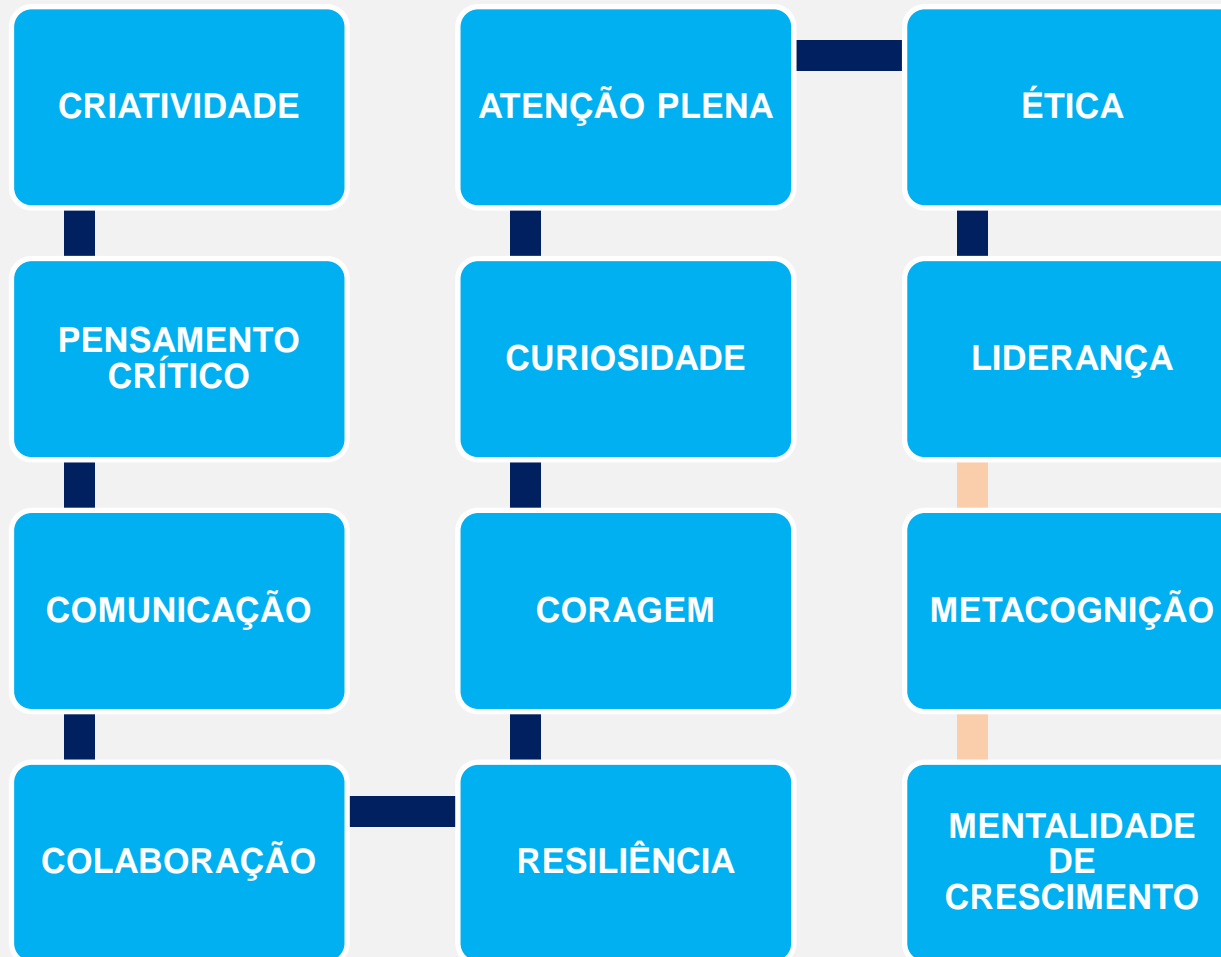 CRIATIVIDADE
PENSAMENTO
CRÍTICO
COMUNICAÇÃO
COLABORAÇÃO
RESILIÊNCIA
CORAGEM
CURIOSIDADE
ATENÇÃO PLENA
ÉTICA
LIDERANÇA
METACOGNIÇÃO
MENTALIDADE
DE
CRESCIMENTO